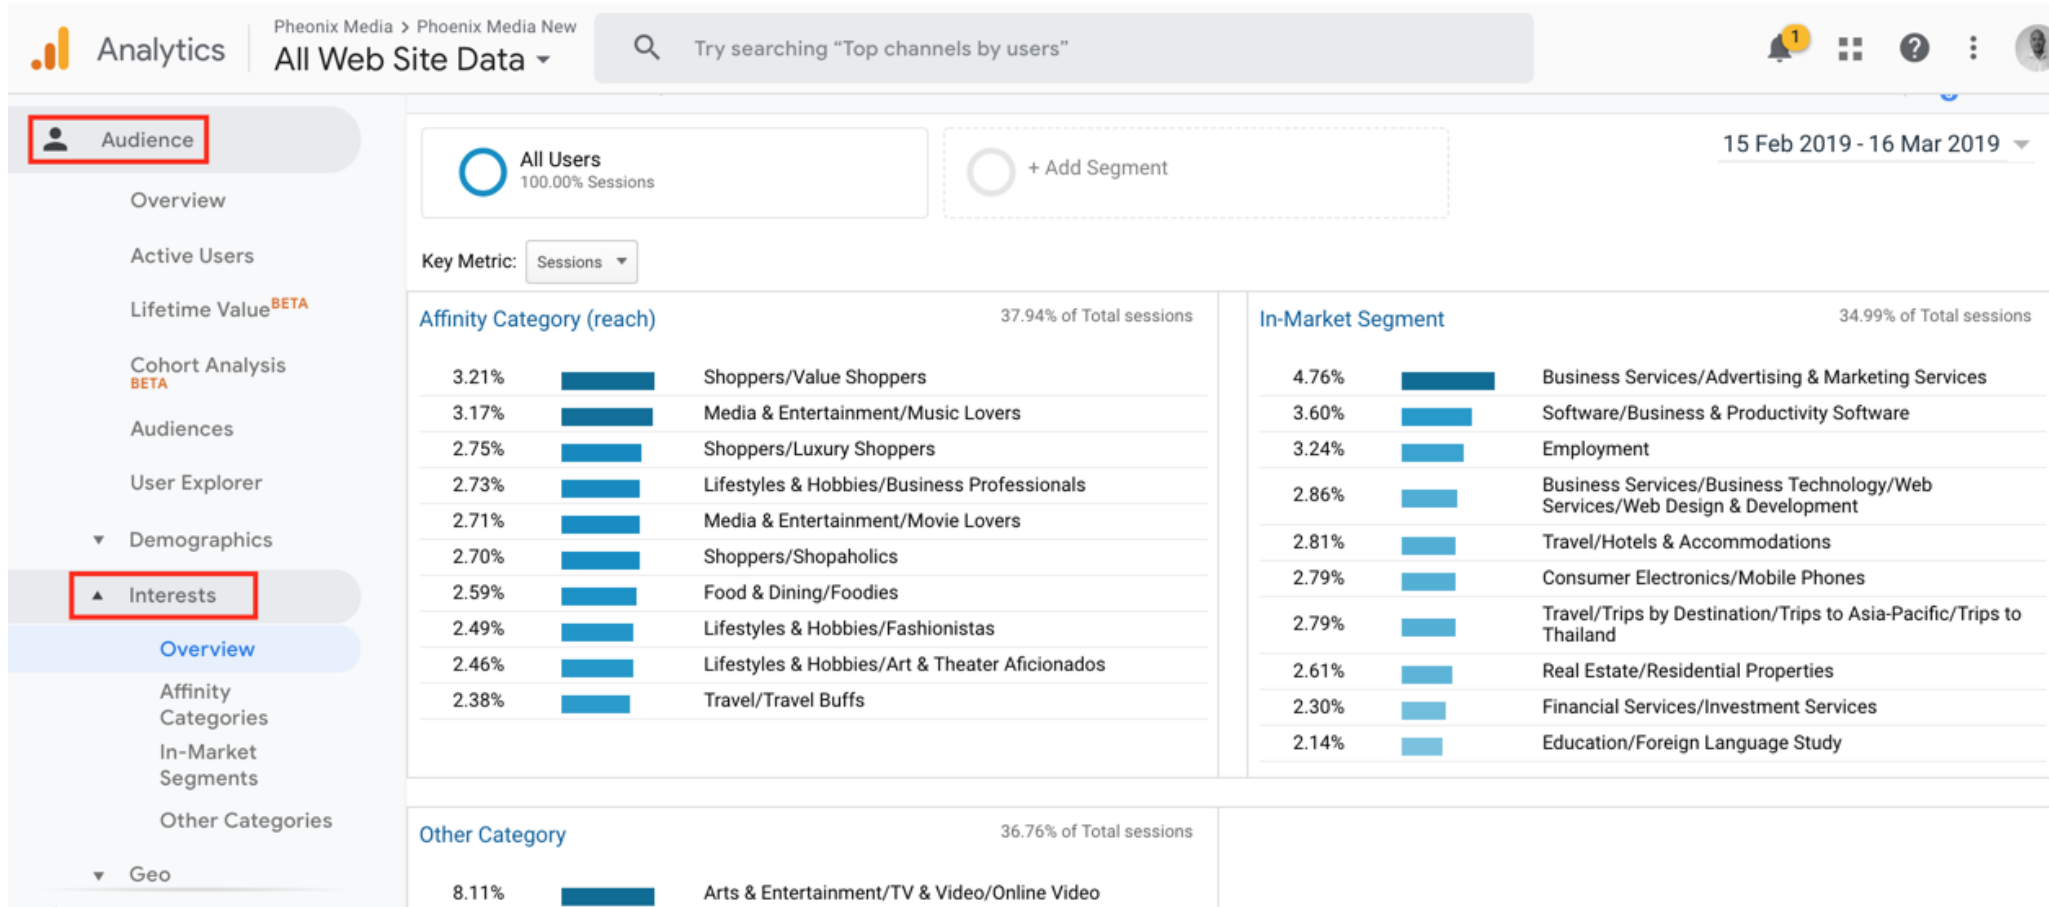 Analytics
Pheonix Media > Phoenix Media New
All Web Site Data
Try searching “Top channels by users”
1
Audience
Overview
Active Users
Lifetime Value BETA
Cohort Analysis
BETA
Audiences
User Explorer
Demographics
Interests
Overview
Affinity
Categories
In-Market
Segments
Other Categories
Geo
All Users
100.00% Sessions
+ Add Segment
15 Feb 2019 - 16 Mar 2019
Key Metric: Sessions
Affinity Category (reach) 37.94% of Total sessions
3.21% Shoppers/Value Shoppers
3.17% Media & Entertainment/Music Lovers
2.75% Shoppers/Luxury Shoppers
2.73% Lifestyles & Hobbies/Business Professionals
2.71% Media & Entertainment/Movie Lovers
2.70% Shoppers/Shopaholics
2.59% Food & Dining/Foodies
2.49% Lifestyles & Hobbies/Fashionistas
2.46% Lifestyles & Hobbies/Art & Theater Aficionados
2.38% Travel/Travel Buffs
In-Market Segment 34.99% of Total sessions
4.76% Business Services/Advertising & Marketing Services
3.60% Software/Business & Productivity Software
3.24% Employment
2.86% Business Services/Business Technology/Web
Services/Web Design & Development
2.81% Travel/Hotels & Accommodations
2.79% Consumer Electronics/Mobile Phones
2.79% Travel/Trips by Destination/Trips to Asia-Pacific/Trips to
Thailand
2.61% Real Estate/Residential Properties
2.30% Financial Services/Investment Services
2.14% Education/Foreign Language Study
Other Category 36.76% of Total sessions
8.11% Arts & Entertainment/TV & Video/Online Video